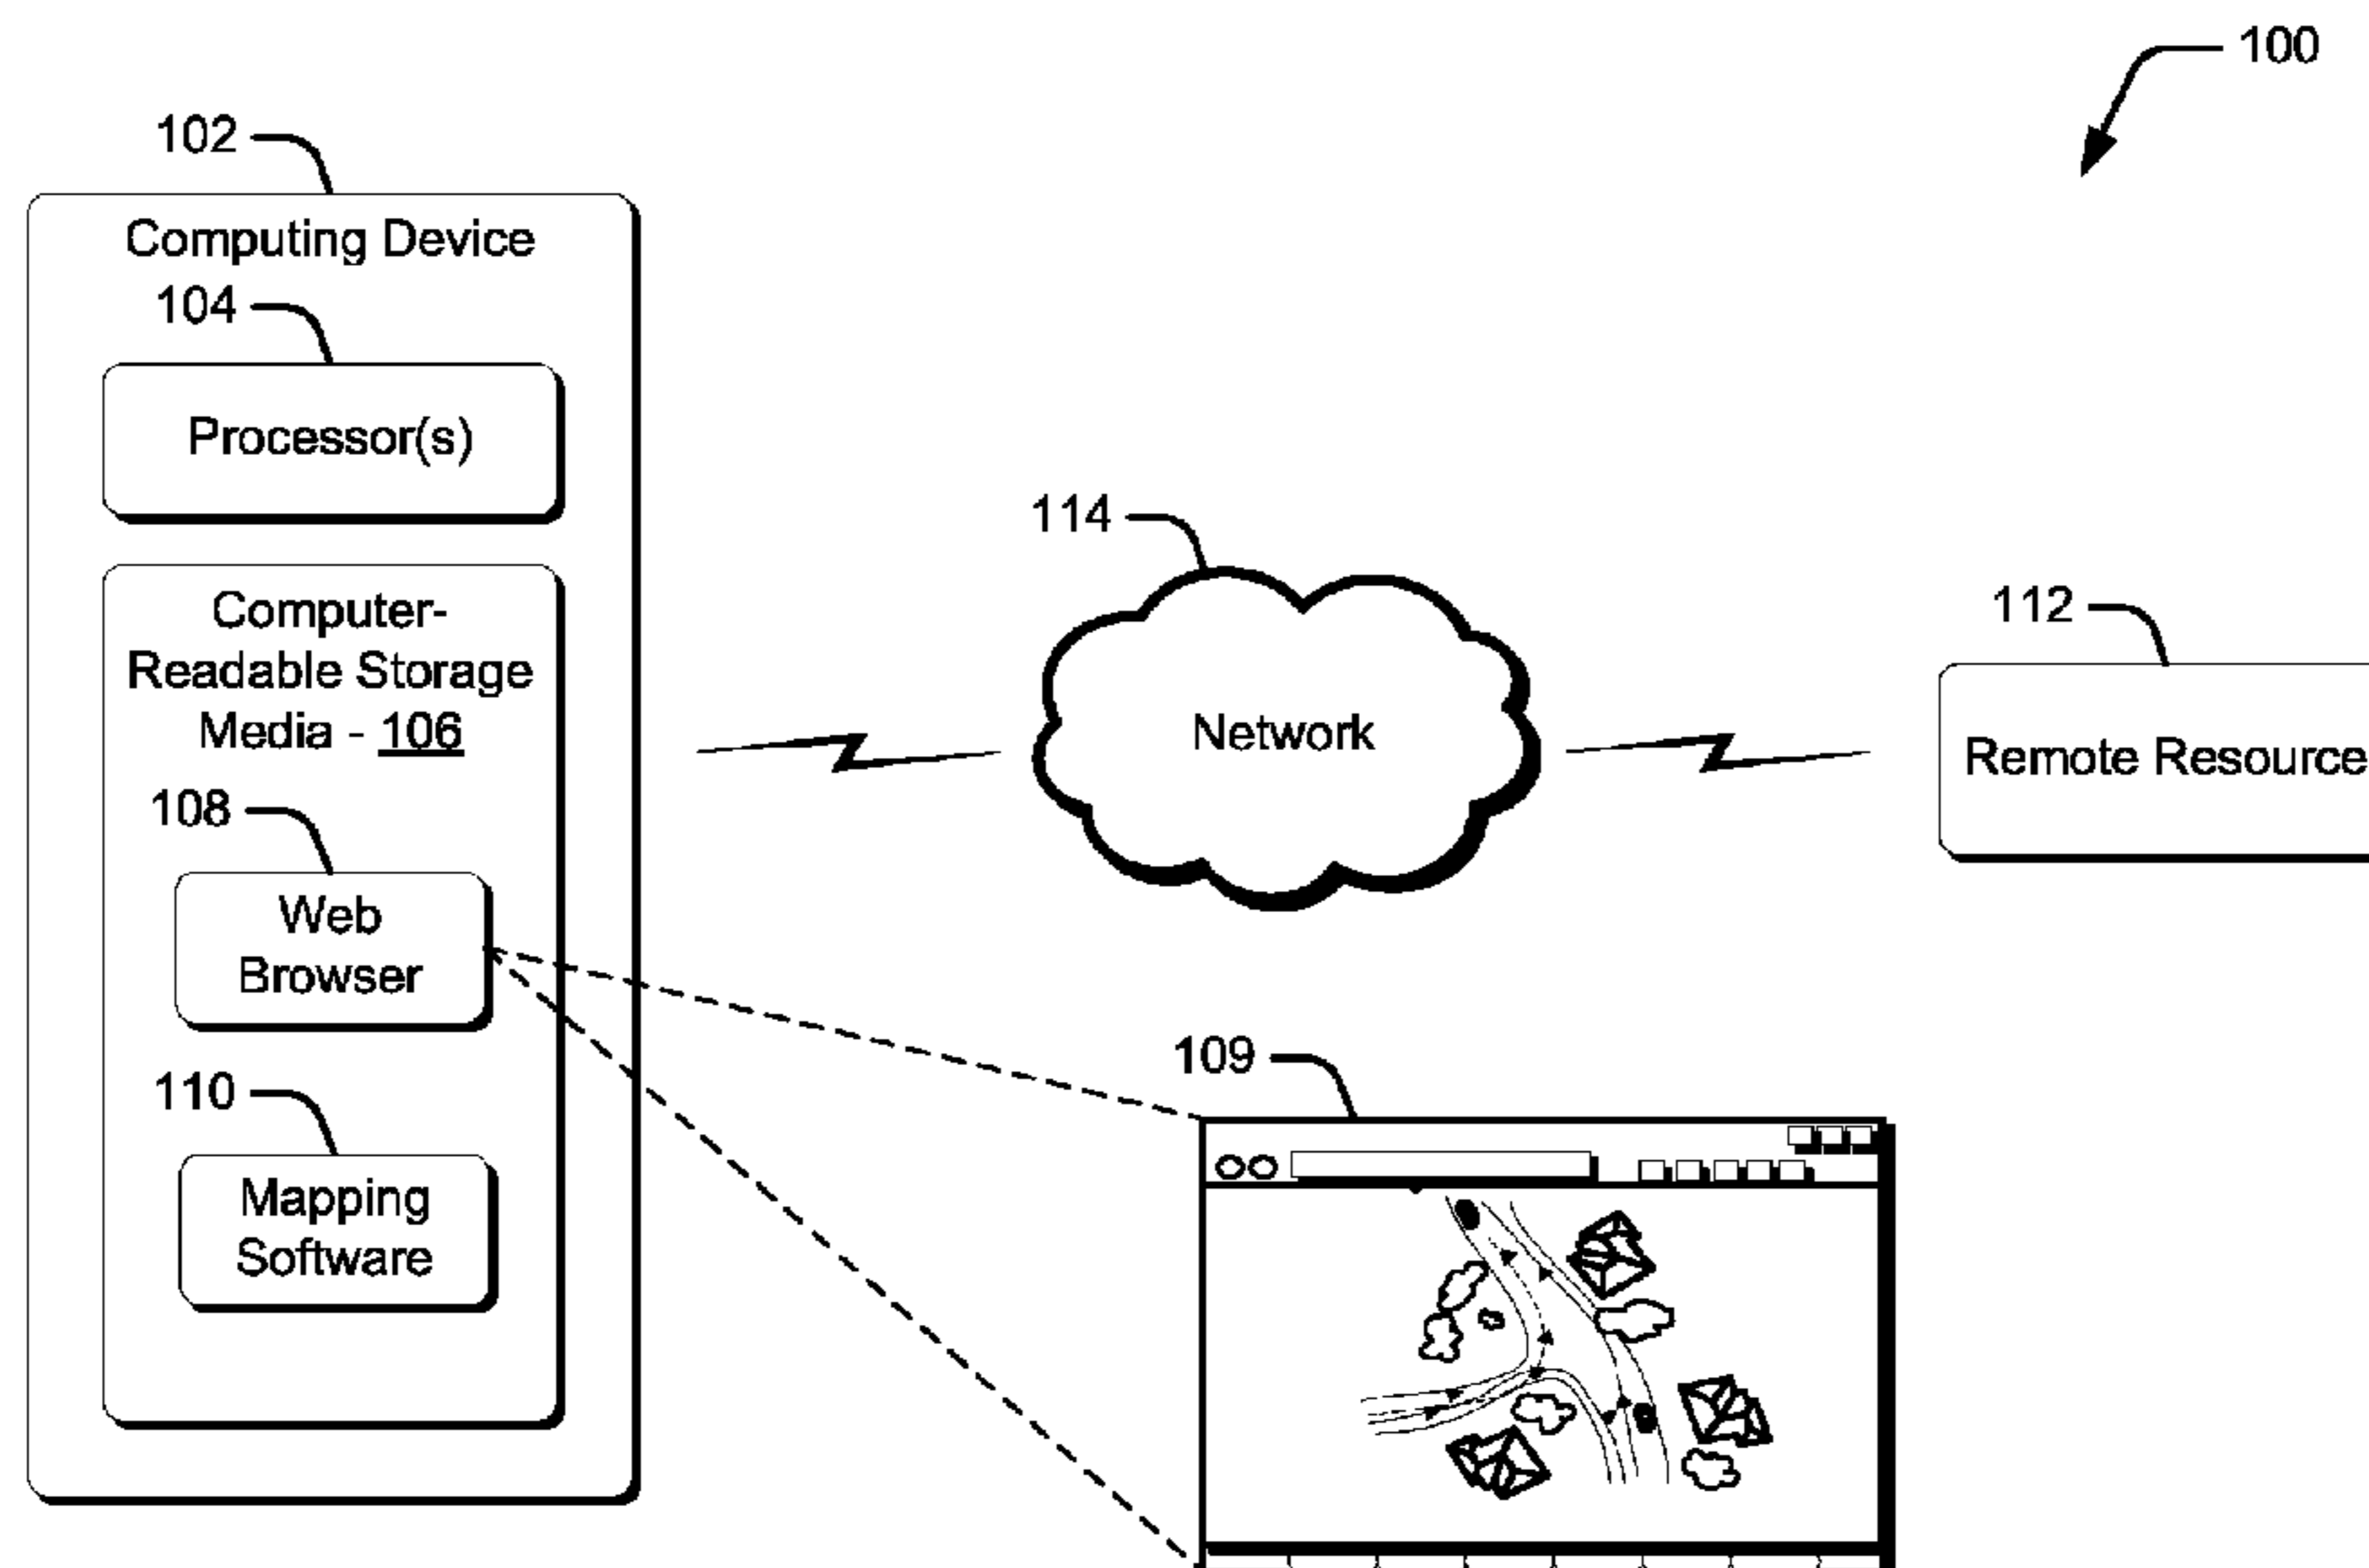 100
102
Computing Device
104
Processor(s)
114
Computer-
Readable Storage
Media - 106
112
Network
Remote Resource
108
Web
Browser
109
110
Mapping
Software